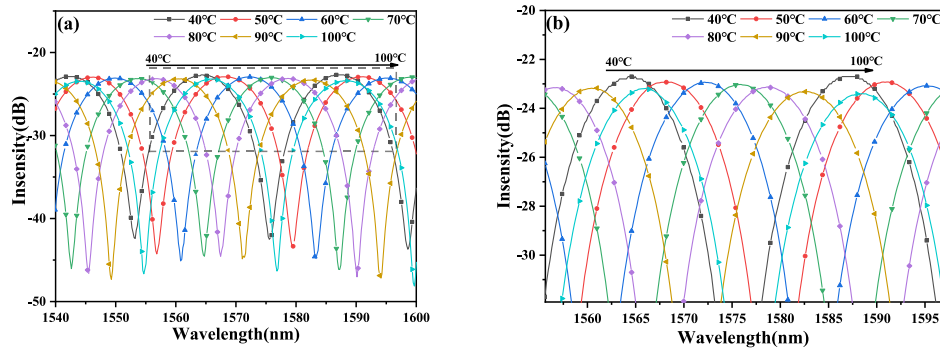 (a)
40℃ 50℃ 60℃ 70℃
80℃ 90℃ 100℃
40℃ 100℃
-20
-30
-40
-50
Insensity(dB)
1540 1550 1560 1570 1580 1590 1600
Wavelength(nm)
(b)
40℃ 50℃ 60℃ 70℃
80℃ 90℃ 100℃
40℃ 100℃
-22
-24
-26
-28
-30
Insensity(dB)
1560 1565 1570 1575 1580 1585 1590 1595
Wavelength(nm)